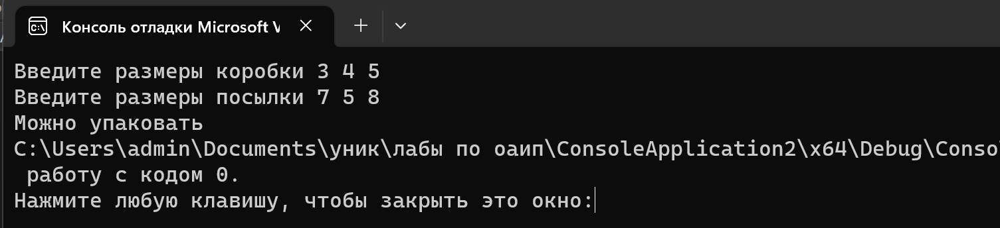 Консоль отладки Microsoft V
Введите размеры коробки 3 4 5
Введите размеры посылки 7 5 8
Можно упаковать
C:\Users\admin\Documents\уник\лабы по оаип\ConsoleApplication2\x64\Debug\Conso
работу с кодом 0.
Нажмите любую клавишу, чтобы закрыть это окно: